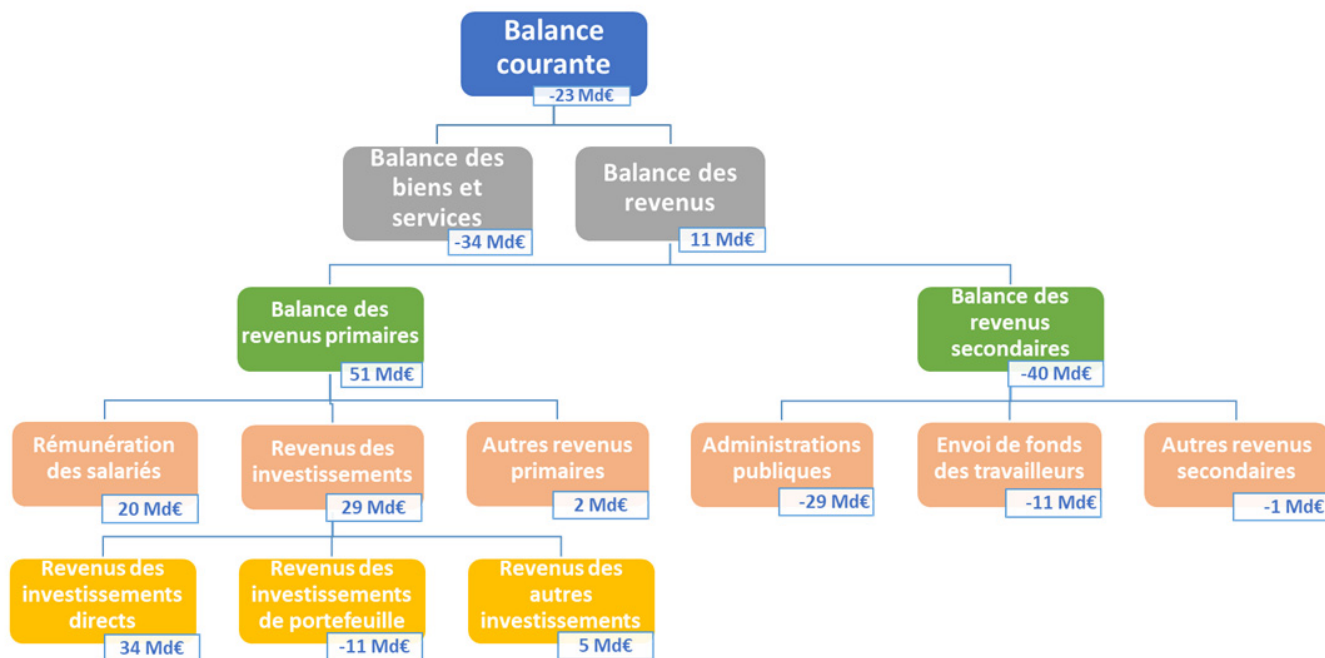 Balance
courante
-23 Md€
Balance des
biens et
services
-34 Md€
Balance des
revenus
11 Md€
Balance des
revenus primaires
51 Md€
Balance des
revenus
secondaires
-40 Md€
Rémunération
des salariés
20 Md€
Revenus des
investissements
29 Md€
Autres revenus
primaires
2 Md€
Administrations
publiques
-29 Md€
Envoi de fonds
des travailleurs
-11 Md€
Autres revenus
secondaires
-1 Md€
Revenus des
investissements
directs
34 Md€
Revenus des
investissements
de portefeuille
-11 Md€
Revenus des
autres
investissements
5 Md€